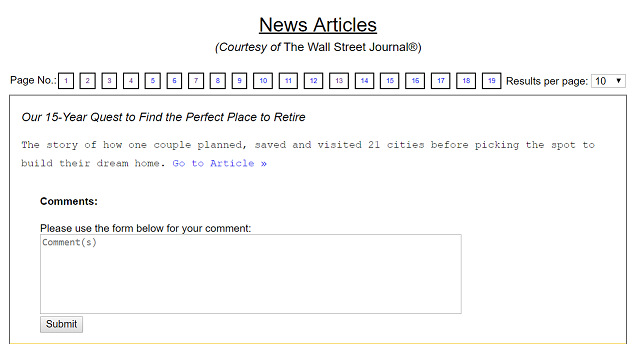 News Articles
(Courtesy of The Wall Street Journal®)
Page No.: 1 2 3 4 5 6 7 8 9 10 11 12 13 14 15 16 17 18 19 Results per page: 10
Our 15-Year Quest to Find the Perfect Place to Retire
The story of how one couple planned, saved and visited 21 cities before picking the spot to
build their dream home. Go to Article »
Comments:
Please use the form below for your comment:
Comment(s)
Submit